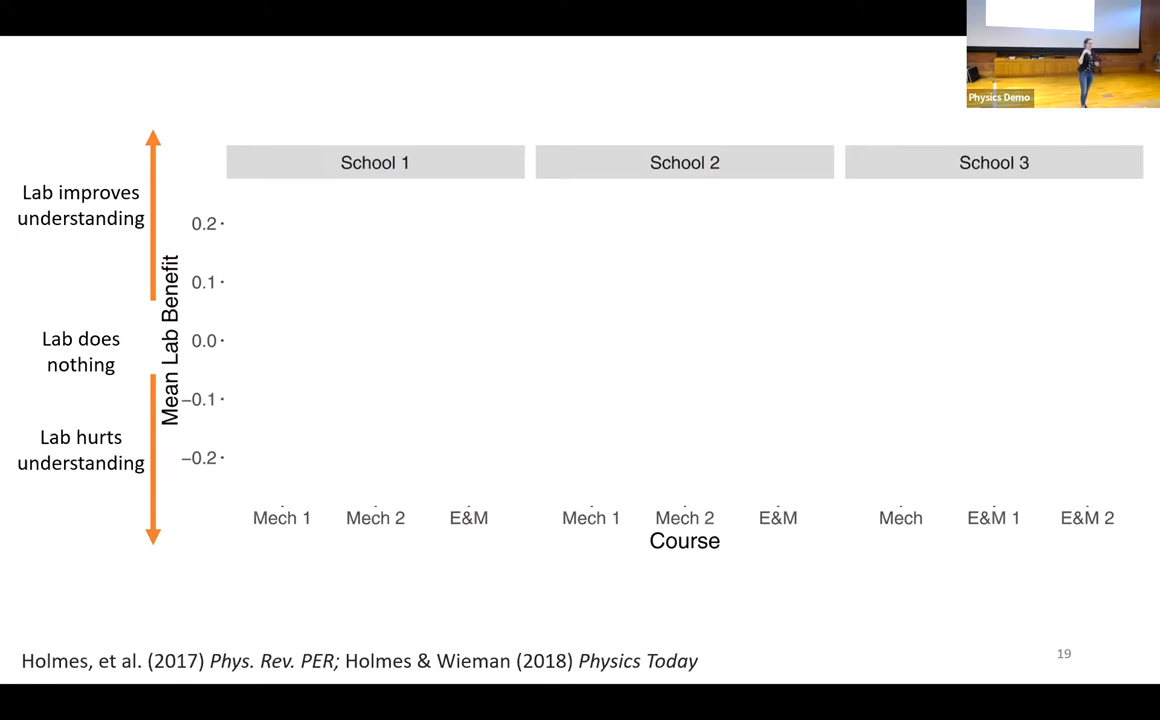 Physics Demo
School 1
School 2
School 3
Lab improves
understanding
Lab does
nothing
Lab hurts
understanding
Mean Lab Benefit
0.2
0.1
0.0
−0.1
−0.2
Mech 1 Mech 2 E&M
Mech 1 Mech 2 E&M
Mech E&M 1 E&M 2
Course
Holmes, et al. (2017) Phys. Rev. PER; Holmes & Wieman (2018) Physics Today
19